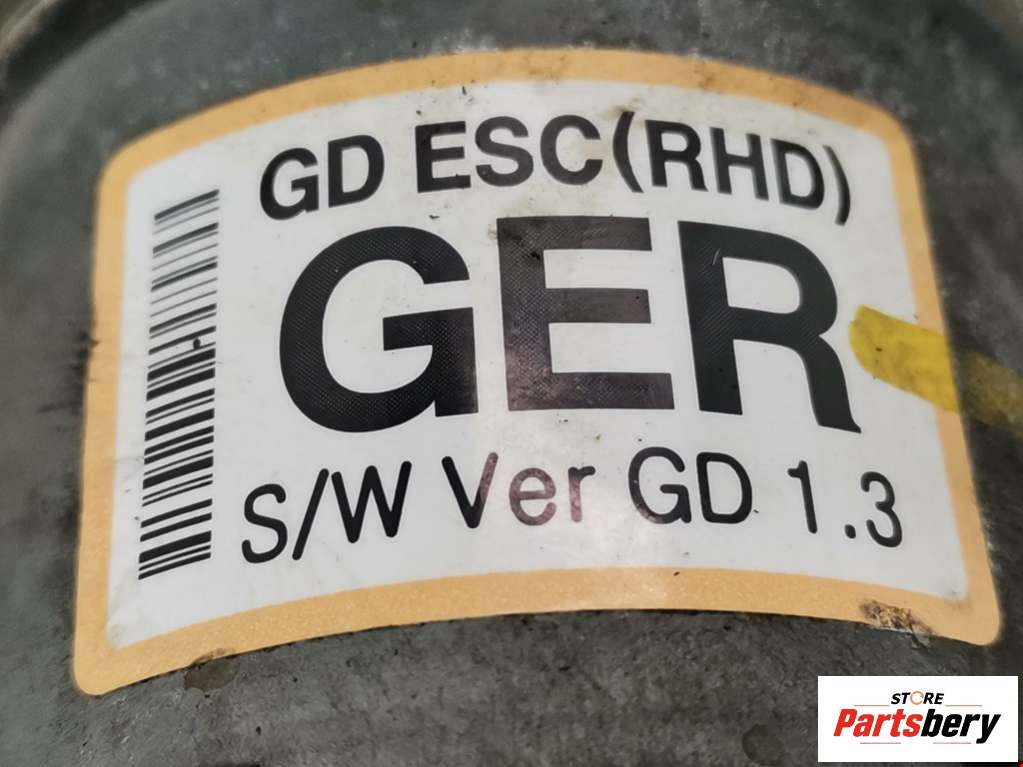 GD ESC(RHD)
GER
S/W Ver GD 1.3
STORE
Partsbery